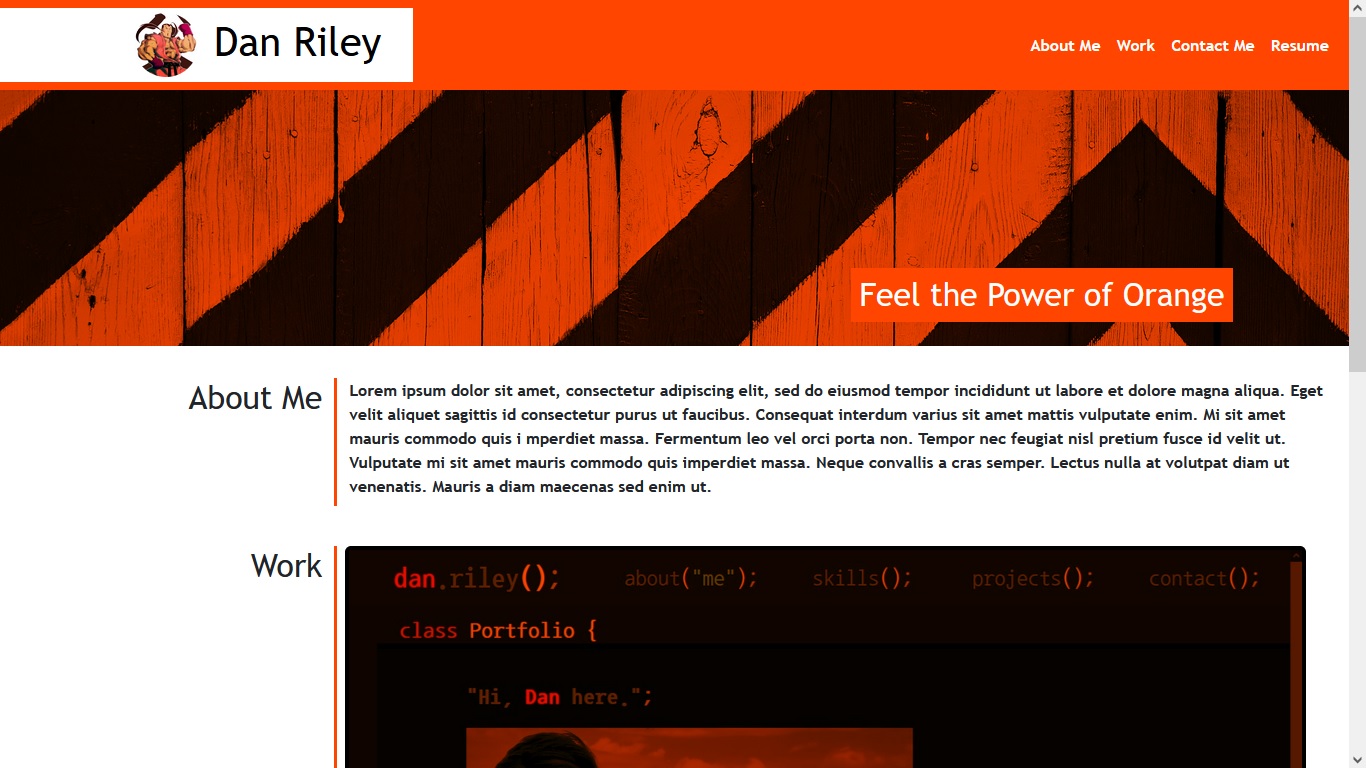 Dan Riley
About Me Work Contact Me Resume
Feel the Power of Orange
About Me
Lorem ipsum dolor sit amet, consectetur adipiscing elit, sed do eiusmod tempor incididunt ut labore et dolore magna aliqua. Eget
velit aliquet sagittis id consectetur purus ut faucibus. Consequat interdum varius sit amet mattis vulputate enim. Mi sit amet
mauris commodo quis i mperdiet massa. Fermentum leo vel orci porta non. Tempor nec feugiat nisl pretium fusce id velit ut.
Vulputate mi sit amet mauris commodo quis imperdiet massa. Neque convallis a cras semper. Lectus nulla at volutpat diam ut
venenatis. Mauris a diam maecenas sed enim ut.
Work
dan.riley(); about("me"); skills(); projects(); contact();
class Portfolio {
"Hi, Dan here.";